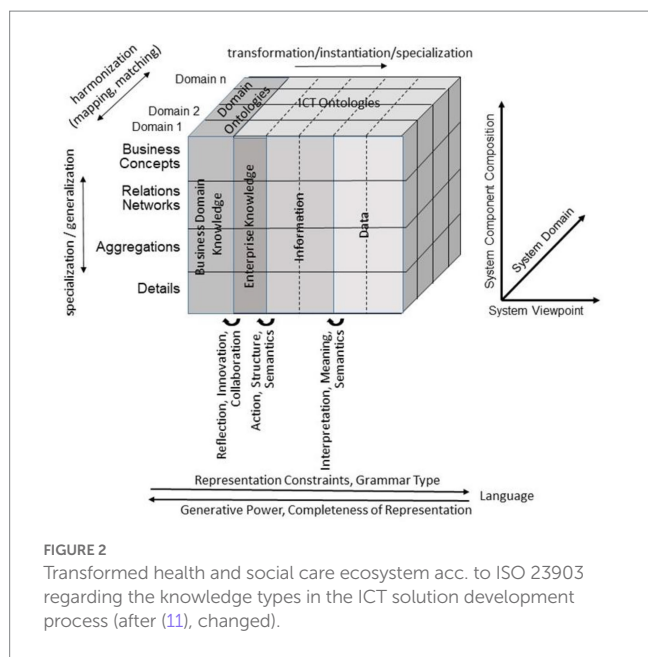 transformation/instantiation/specialization
harmonization
(mapping, matching)
Domain n
Domain 2
Domain 1
Domain
Ontologies
ICT Ontologies
specialization / generalization
Business
Concepts
Relations
Networks
Aggregations
Details
Business Domain
Knowledge
Enterprise Knowledge
Information
Data
System Component Composition
System Domain
System Viewpoint
Reflection, Innovation,
Collaboration
Action, Structure,
Semantics
Interpretation, Meaning,
Semantics
Representation Constraints, Grammar Type
Language
Generative Power, Completeness of Representation
FIGURE 2
Transformed health and social care ecosystem acc. to ISO 23903
regarding the knowledge types in the ICT solution development
process (after (11), changed).